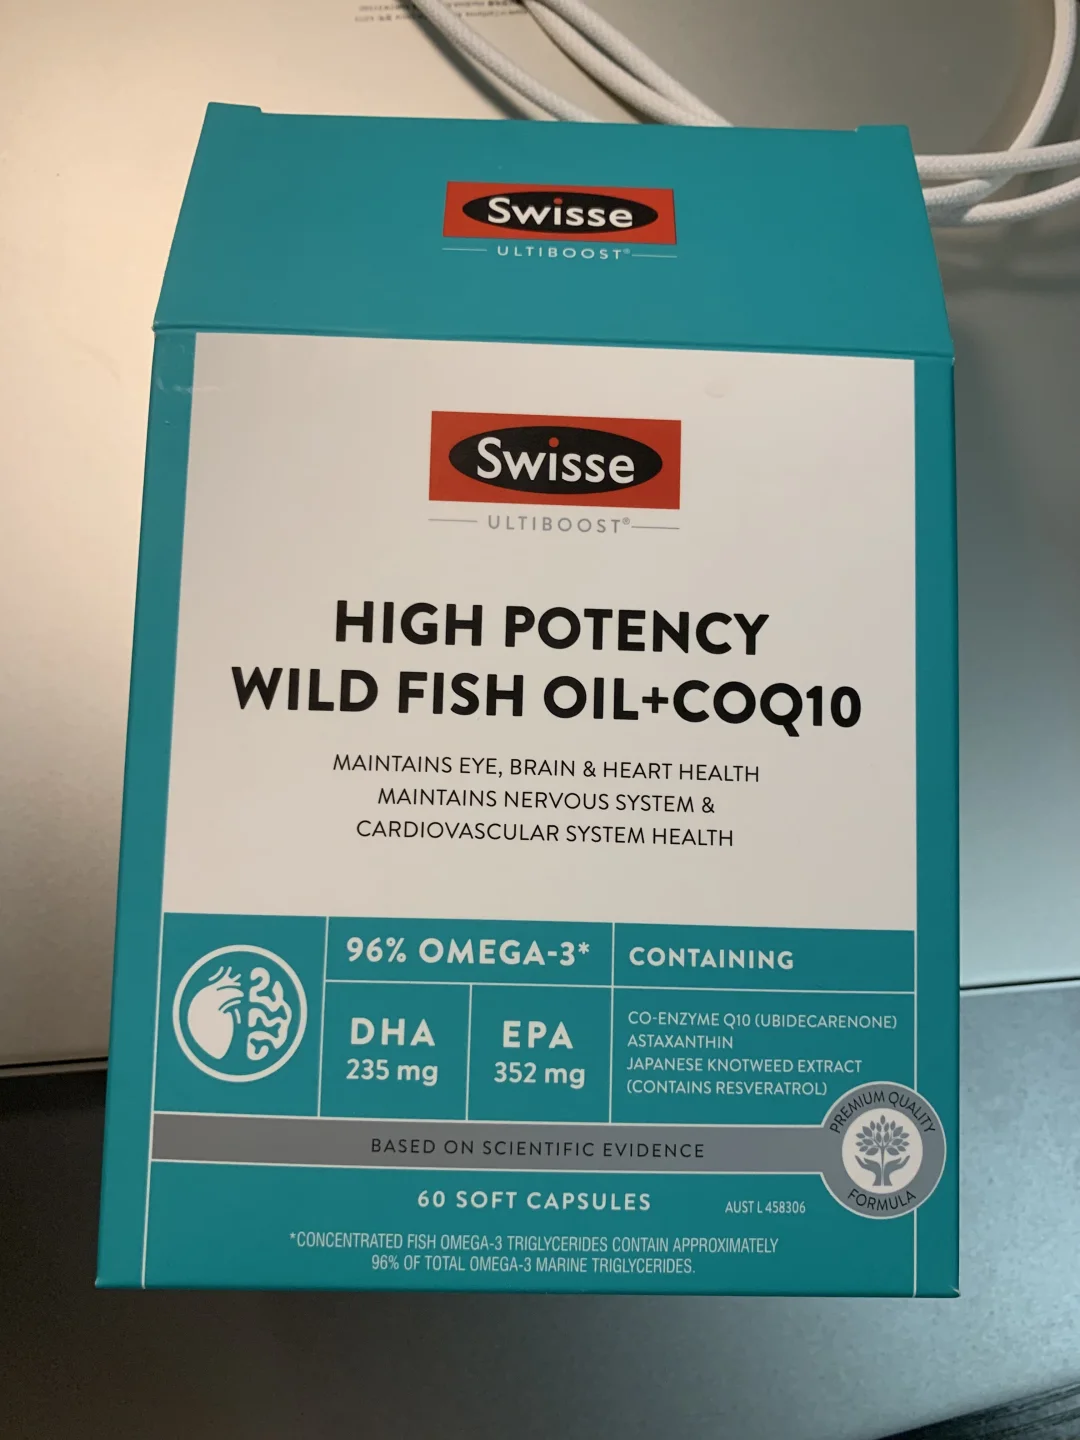 Swisse
ULTIBOOST®
Swisse
ULTIBOOST®
HIGH POTENCY
WILD FISH OIL+COQ10
MAINTAINS EYE, BRAIN & HEART HEALTH
MAINTAINS NERVOUS SYSTEM &
CARDIOVASCULAR SYSTEM HEALTH
96% OMEGA-3*
DHA
235 mg
EPA
352 mg
CONTAINING
CO-ENZYME Q10 (UBIDECARENONE)
ASTAXANTHIN
JAPANESE KNOTWEED EXTRACT
(CONTAINS RESVERATROL)
PREMIUM QUALITY
FORMULA
BASED ON SCIENTIFIC EVIDENCE
60 SOFT CAPSULES
AUST L 458306
*CONCENTRATED FISH OMEGA-3 TRIGLYCERIDES CONTAIN APPROXIMATELY
96% OF TOTAL OMEGA-3 MARINE TRIGLYCERIDES.